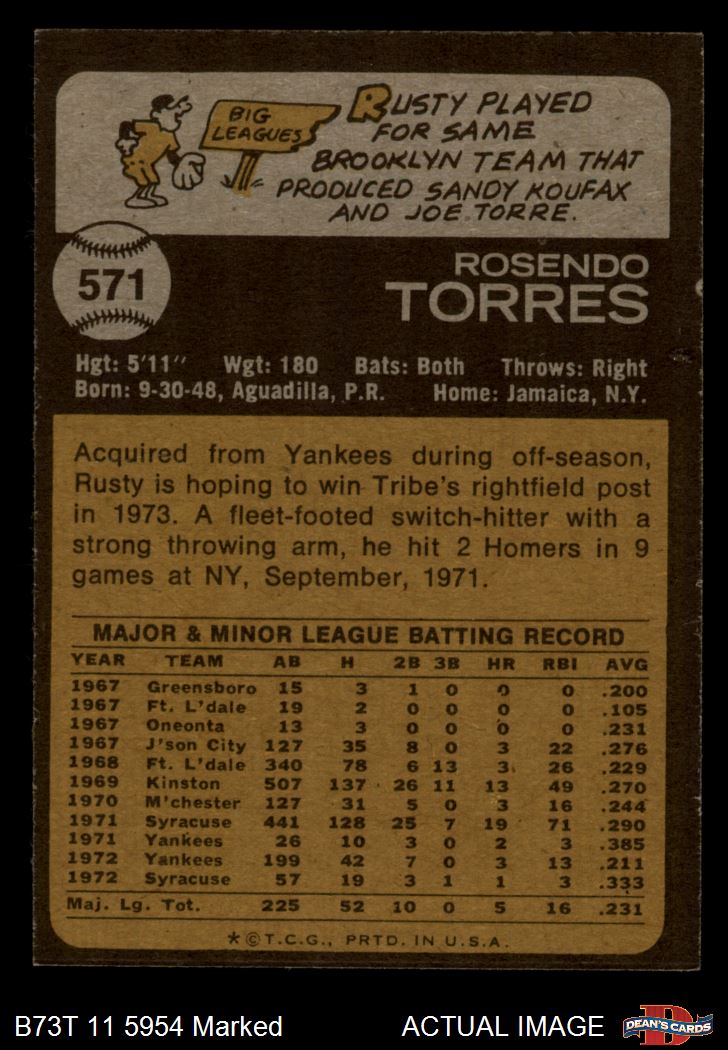 BIG
LEAGUES
RUSTY PLAYED
FOR SAME
BROOKLYN TEAM THAT
PRODUCED SANDY KOUFAX
AND JOE TORRE.
571
ROSENDO
TORRES
Hgt: 5'11" Wgt: 180 Bats: Both Throws: Right
Born: 9-30-48, Aguadilla, P.R. Home: Jamaica, N.Y.
Acquired from Yankees during off-season,
Rusty is hoping to win Tribe's rightfield post
in 1973. A fleet-footed switch-hitter with a
strong throwing arm, he hit 2 Homers in 9
games at NY, September, 1971.
MAJOR & MINOR LEAGUE BATTING RECORD
YEAR TEAM AB H 2B 3B HR RBI AVG
1967 Greensboro 15 3 1 0 0 0 .200
1967 Ft. L'dale 19 2 0 0 0 0 .105
1967 Oneonta 13 3 0 0 0 0 .231
1967 J'son City 127 35 8 0 3 22 .276
1968 Ft. L'dale 340 78 6 13 3 26 .229
1969 Kinston 507 137 26 11 13 49 .270
1970 M'chester 127 31 5 0 3 16 .244
1971 Syracuse 441 128 25 7 19 71 .290
1971 Yankees 26 10 3 0 2 3 .385
1972 Yankees 199 42 7 0 3 13 .211
1972 Syracuse 57 19 3 1 1 3 .333
Maj. Lg. Tot. 225 52 10 0 5 16 .231
*©T.C.G., PRTD. IN U.S.A.
B73T 11 5954 Marked ACTUAL IMAGE
D
DEAN'S CARDS